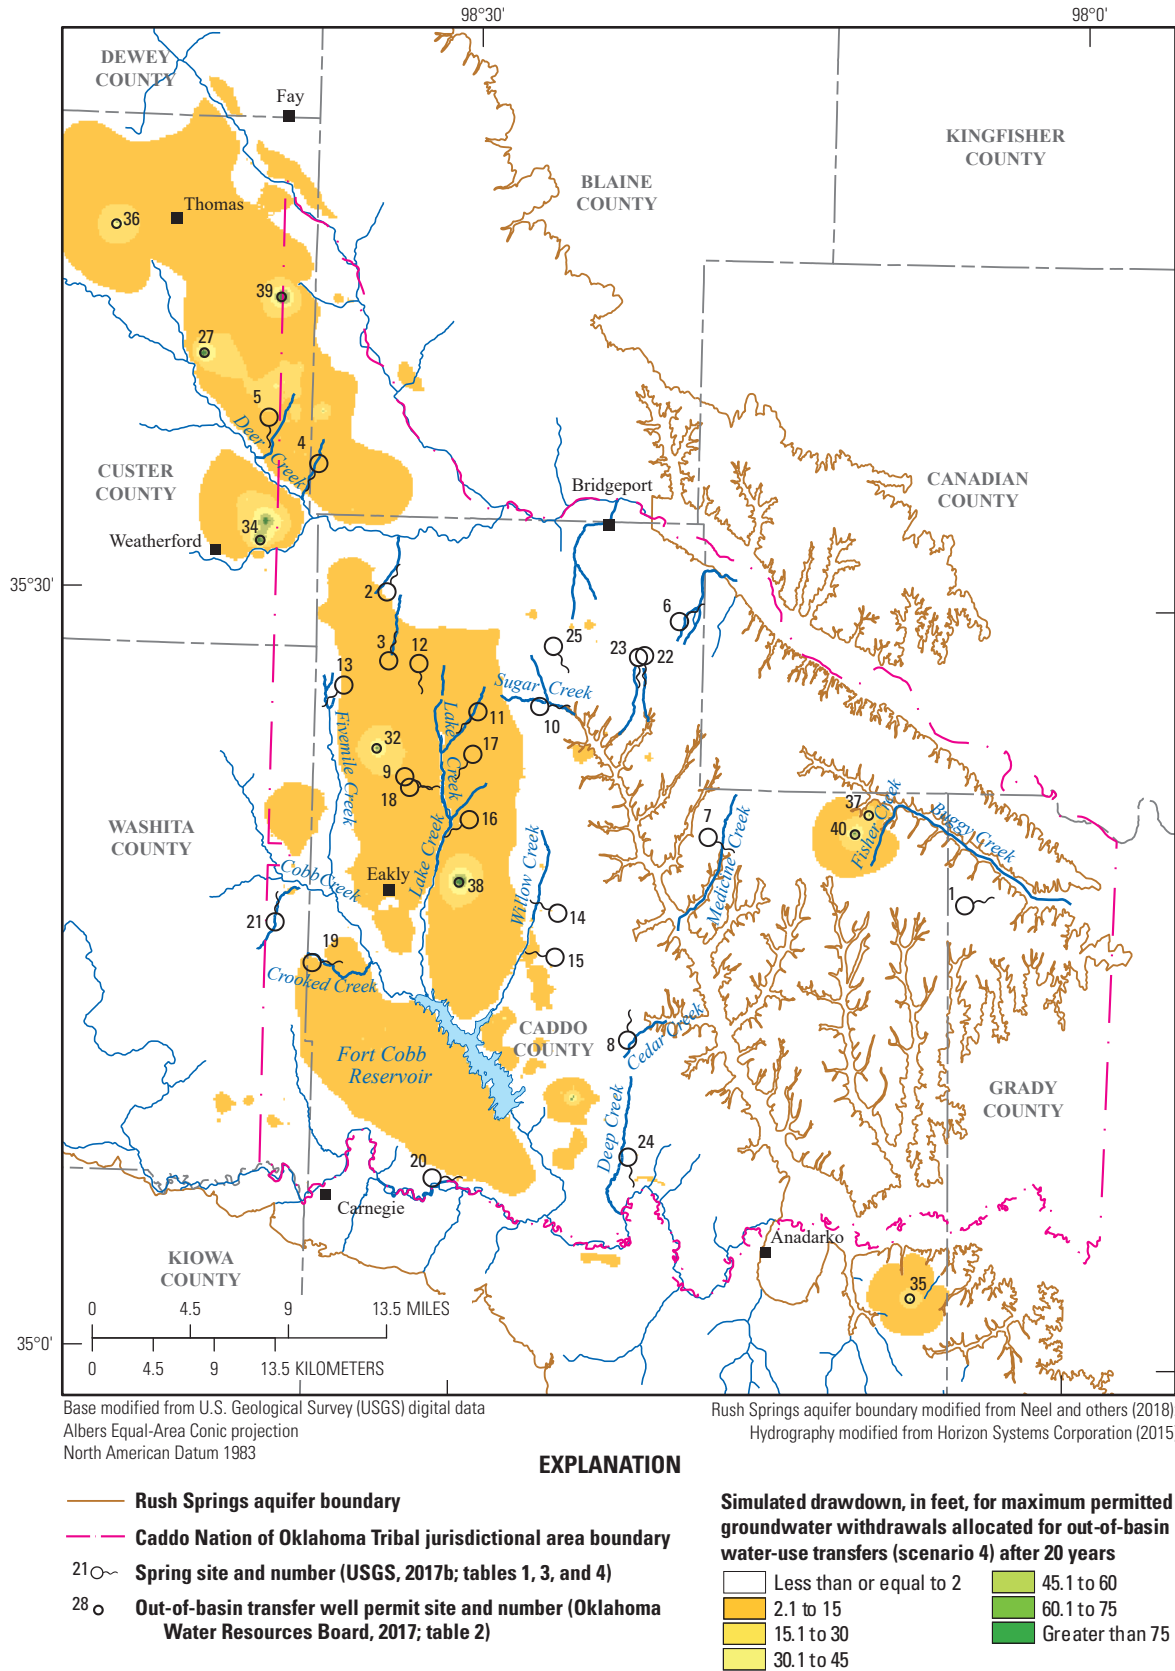 98°30'
98°0'
DEWEY
COUNTY
Fay
KINGFISHER
COUNTY
BLAINE
COUNTY
Thomas
36
39
27
5
Deer Creek
4
CUSTER
COUNTY
CANADIAN
COUNTY
Bridgeport
34
Weatherford
35°30'
2
6
3
12
25
23
22
13
Sugar Creek
10
11
Lake Creek
17
32
9
18
Fivemile Creek
16
37
40
Fisher Creek
Buggy Creek
7
Medicine Creek
WASHITA
COUNTY
Lake Creek
Willow Creek
Cobb Creek
Eakly
38
1
21
14
19
15
Crooked Creek
CADDO
COUNTY
8
Cedar Creek
Fort Cobb
Reservoir
GRADY
COUNTY
Deep Creek
24
20
Carnegie
Anadarko
KIOWA
COUNTY
35
0 4.5 9 13.5 MILES
0 4.5 9 13.5 KILOMETERS
35°0'
Base modified from U.S. Geological Survey (USGS) digital data
Albers Equal-Area Conic projection
North American Datum 1983
Rush Springs aquifer boundary modified from Neel and others (2018)
Hydrography modified from Horizon Systems Corporation (2015
EXPLANATION
Rush Springs aquifer boundary
Caddo Nation of Oklahoma Tribal jurisdictional area boundary
21 Spring site and number (USGS, 2017b; tables 1, 3, and 4)
28 Out-of-basin transfer well permit site and number (Oklahoma
Water Resources Board, 2017; table 2)
Simulated drawdown, in feet, for maximum permitted
groundwater withdrawals allocated for out-of-basin
water-use transfers (scenario 4) after 20 years
Less than or equal to 2
2.1 to 15
15.1 to 30
30.1 to 45
45.1 to 60
60.1 to 75
Greater than 75